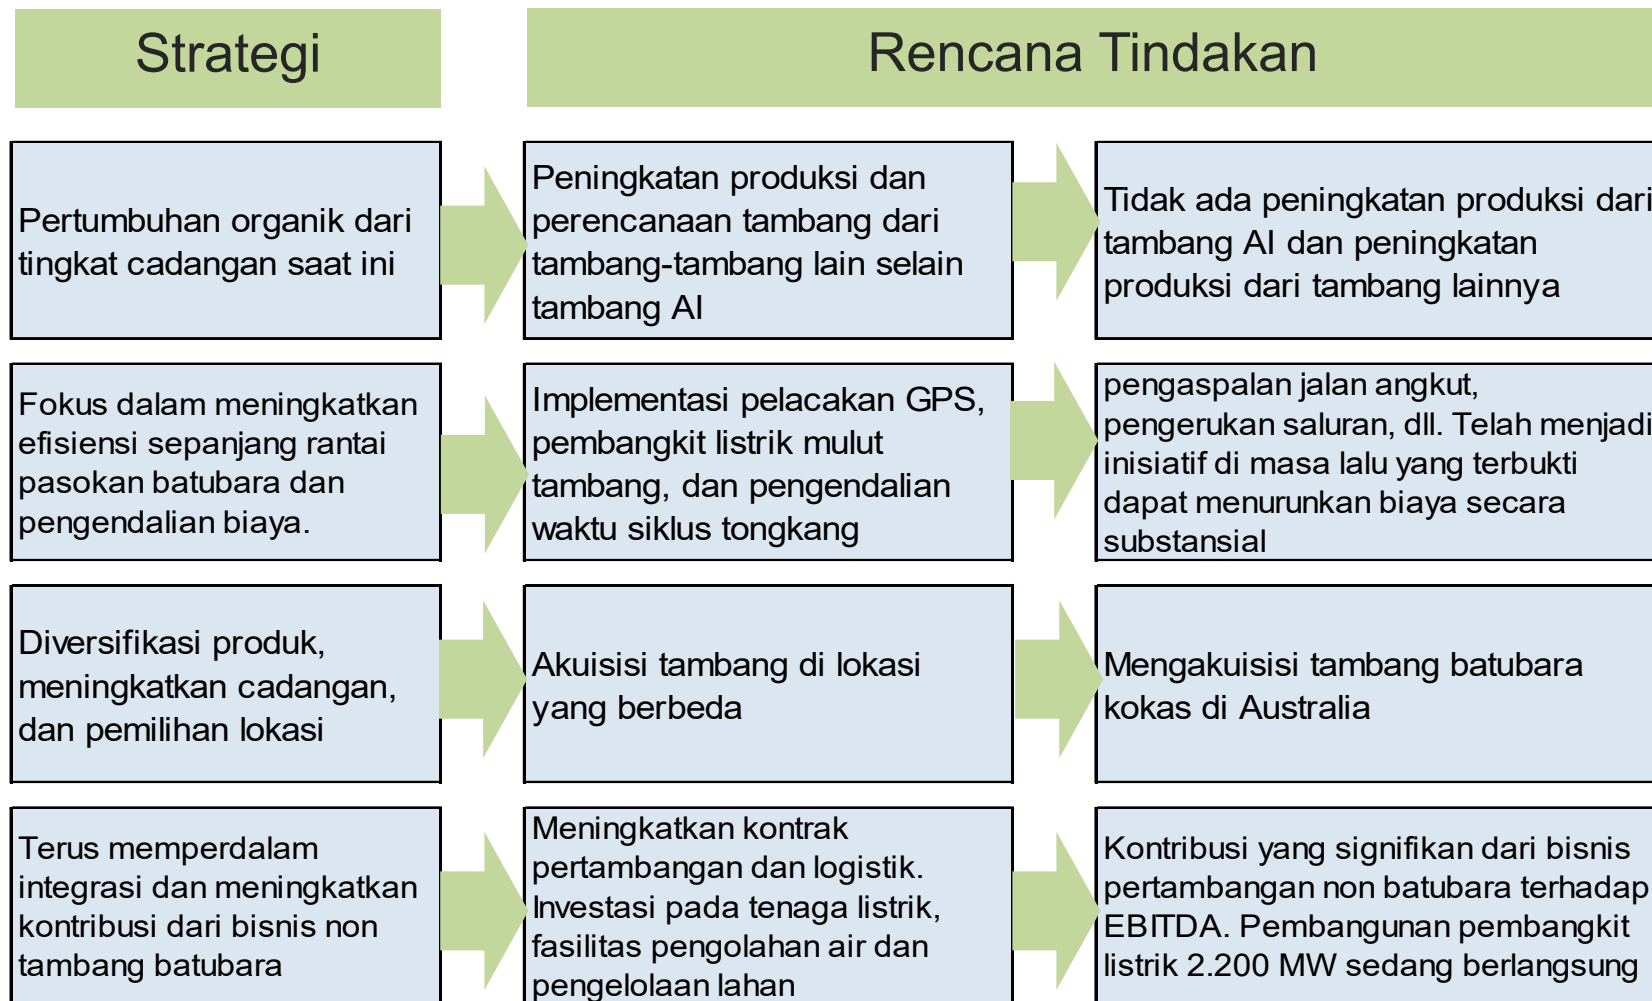 Strategi
Rencana Tindakan
Pertumbuhan organik dari
tingkat cadangan saat ini
Peningkatan produksi dan
perencanaan tambang dari
tambang-tambang lain selain
tambang AI
Tidak ada peningkatan produksi dari
tambang AI dan peningkatan
produksi dari tambang lainnya
Fokus dalam meningkatkan
efisiensi sepanjang rantai
pasokan batubara dan
pengendalian biaya.
Implementasi pelacakan GPS,
pembangkit listrik mulut
tambang, dan pengendalian
waktu siklus tongkang
pengaspalan jalan angkut,
pengerukan saluran, dll. Telah menjadi
inisiatif di masa lalu yang terbukti
dapat menurunkan biaya secara
substansial
Diversifikasi produk,
meningkatkan cadangan,
dan pemilihan lokasi
Akuisisi tambang di lokasi
yang berbeda
Mengakuisisi tambang batubara
kokas di Australia
Terus memperdalam
integrasi dan meningkatkan
kontribusi dari bisnis non
tambang batubara
Meningkatkan kontrak
pertambangan dan logistik.
Investasi pada tenaga listrik,
fasilitas pengolahan air dan
pengelolaan lahan
Kontribusi yang signifikan dari bisnis
pertambangan non batubara terhadap
EBITDA. Pembangunan pembangkit
listrik 2.200 MW sedang berlangsung